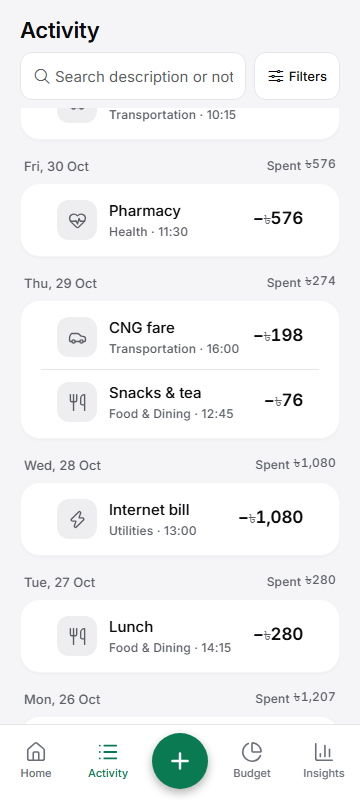 Activity
Search description or not
Filters
Transportation · 10:15
Fri, 30 Oct
Spent ৳576
Pharmacy
−৳576
Health · 11:30
Thu, 29 Oct
Spent ৳274
CNG fare
−৳198
Transportation · 16:00
Snacks & tea
−৳76
Food & Dining · 12:45
Wed, 28 Oct
Spent ৳1,080
Internet bill
−৳1,080
Utilities · 13:00
Tue, 27 Oct
Spent ৳280
Lunch
−৳280
Food & Dining · 14:15
Mon, 26 Oct
Spent ৳1,207
Home
Activity
Budget
Insights